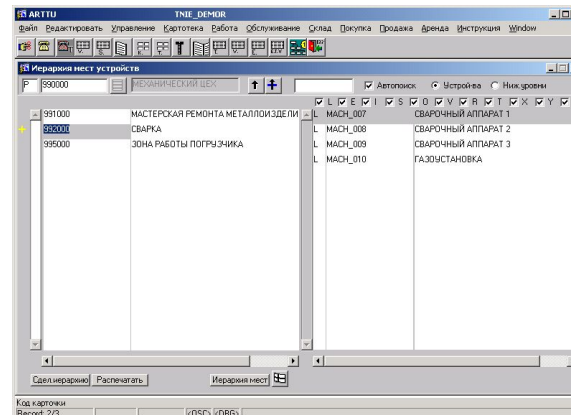 ARTTU TNIE_DEMOR
Файл Редактировать Управление Картотека Работа Обслуживание Склад Покупка Продажа Аренда Инструкция Window
Иерархия мест устройств
P 990000 МЕХАНИЧЕСКИЙ ЦЕХ Автопоиск Устрой-ва Ниж.уровни
L E I S O V R T X Y
991000 МАСТЕРСКАЯ РЕМОНТА МЕТАЛЛОИЗДЕЛИ L MACH_007 СВАРОЧНЫЙ АППАРАТ 1
992000 СВАРКА L MACH_008 СВАРОЧНЫЙ АППАРАТ 2
995000 ЗОНА РАБОТЫ ПОГРУЗЧИКА L MACH_009 СВАРОЧНЫЙ АППАРАТ 3
L MACH_010 ГАЗОУСТАНОВКА
Сдел.иерархию Распечатать Иерархия мест
Код карточки
Record: 2/3 <OSC> <DBG>